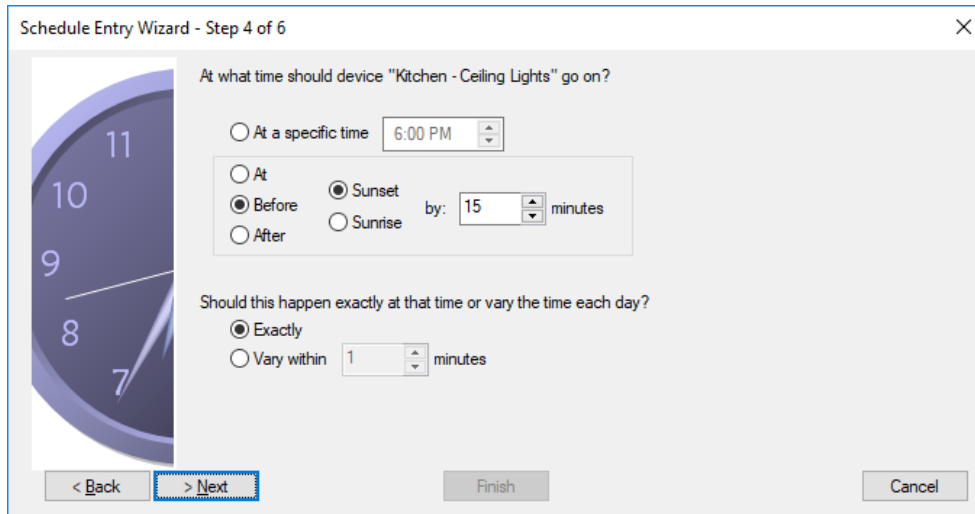 Schedule Entry Wizard - Step 4 of 6
At what time should device "Kitchen - Ceiling Lights" go on?
At a specific time 6:00 PM
At
Before
After
Sunset
Sunrise
by: 15 minutes
Should this happen exactly at that time or vary the time each day?
Exactly
Vary within 1 minutes
11
10
9
8
7
< Back > Next Finish Cancel